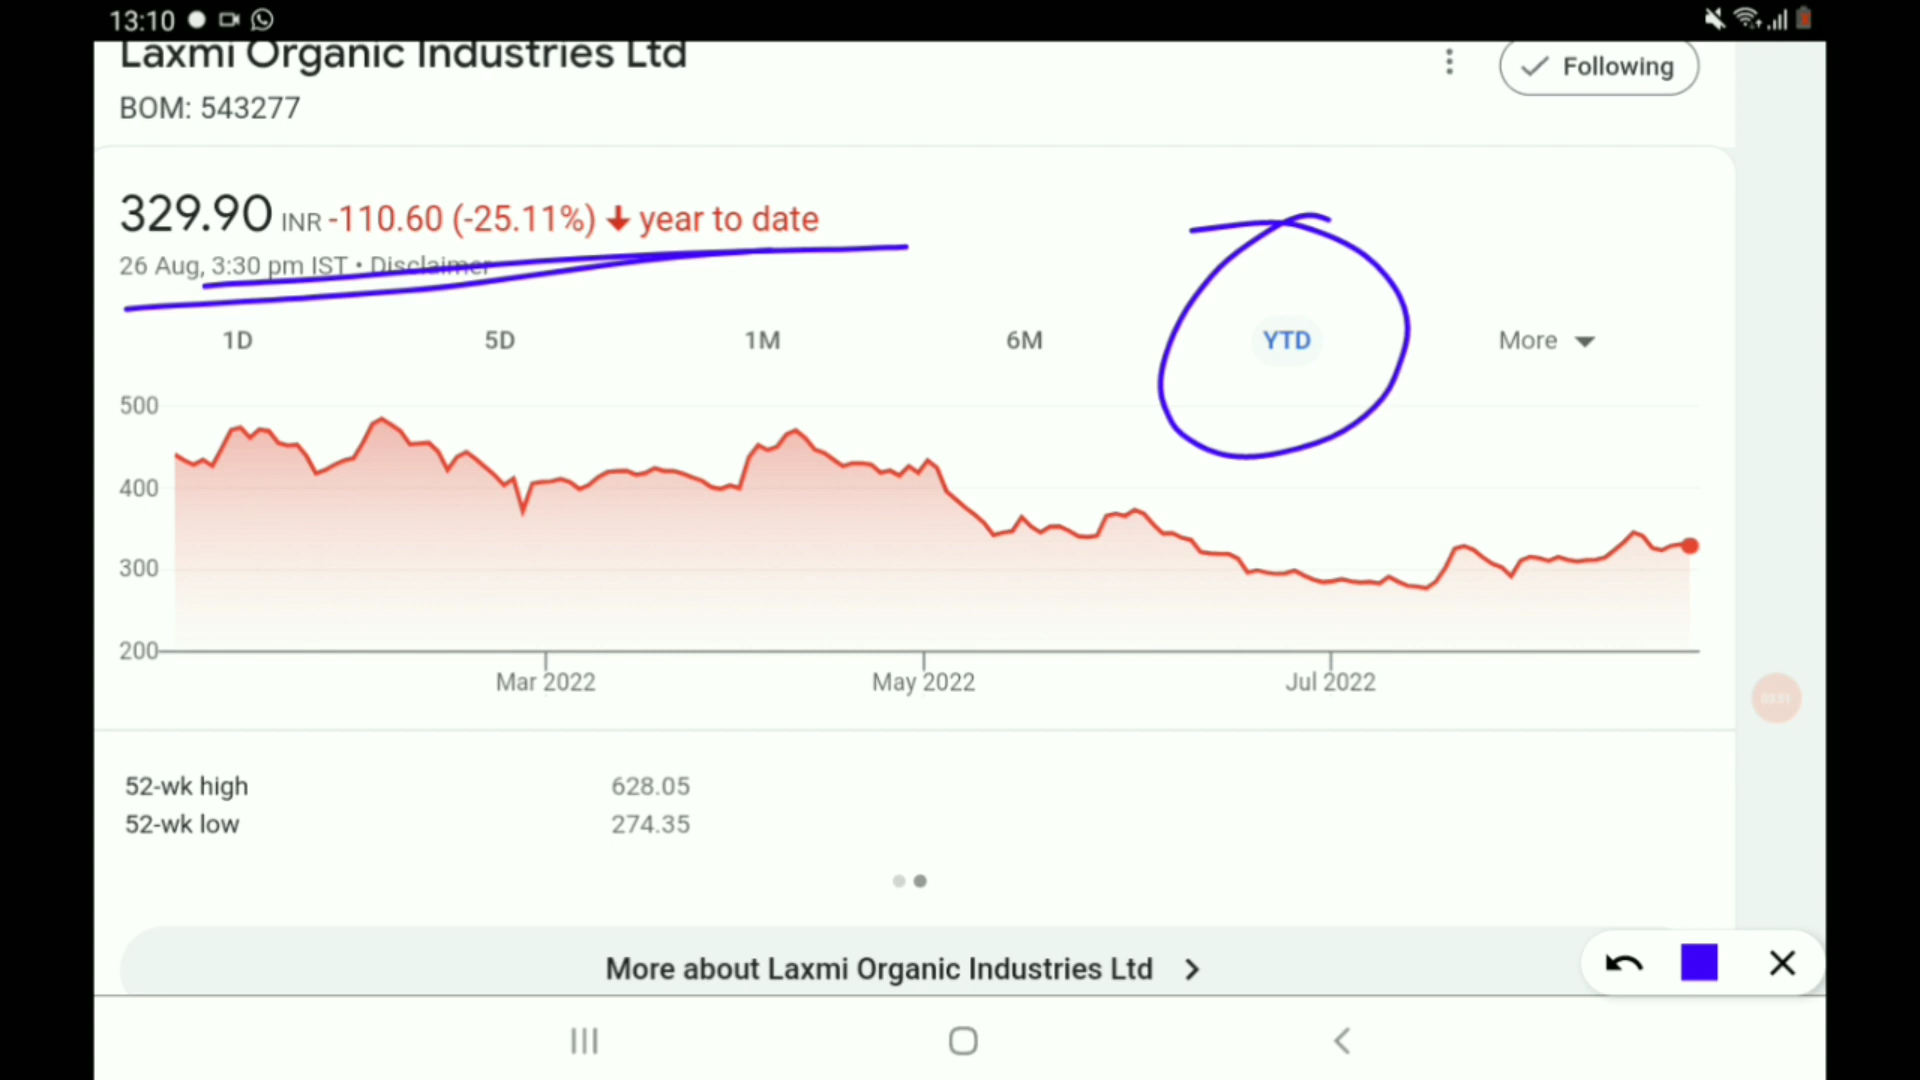 13:10
Laxmi Organic Industries Ltd
Following
BOM: 543277
329.90 INR -110.60 (-25.11%) year to date
26 Aug, 3:30 pm IST • Disclaimer
1D 5D 1M 6M YTD More
500
400
300
200
Mar 2022 May 2022 Jul 2022
52-wk high 628.05
52-wk low 274.35
More about Laxmi Organic Industries Ltd